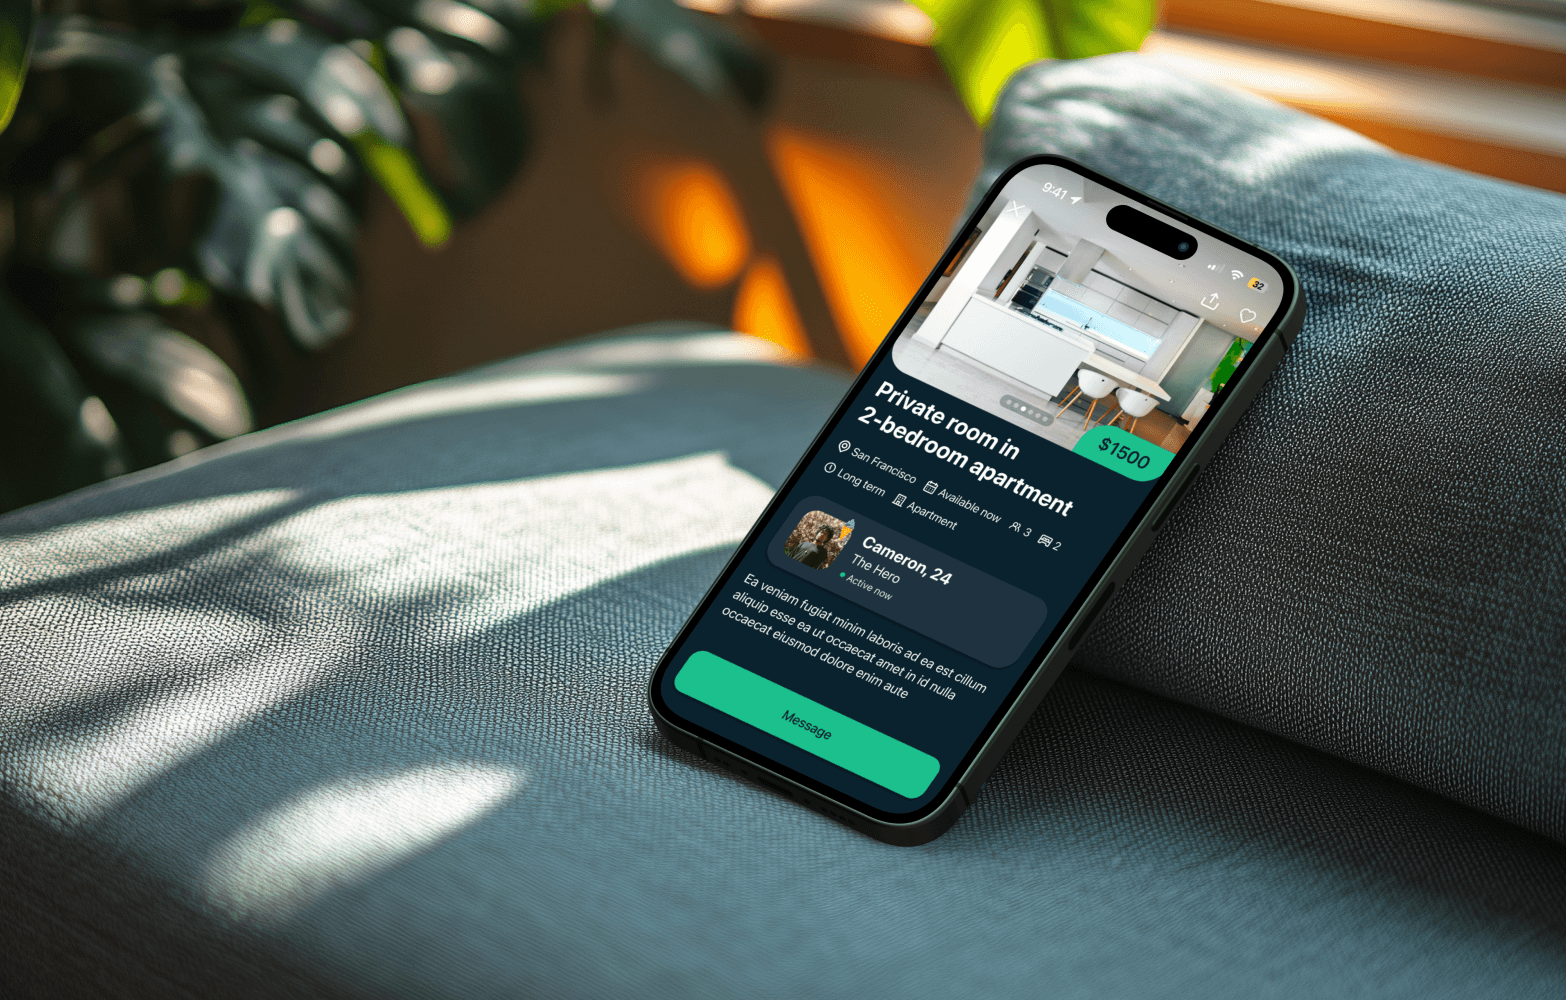 9:41
32
$1500
Private room in
2-bedroom apartment
San Francisco Available now 3 2
Long term Apartment
Cameron, 24
The Hero
Active now
Ea veniam fugiat minim laboris ad ea est cillum
aliquip esse ea ut occaecat amet in id nulla
occaecat eiusmod dolore enim aute
Message